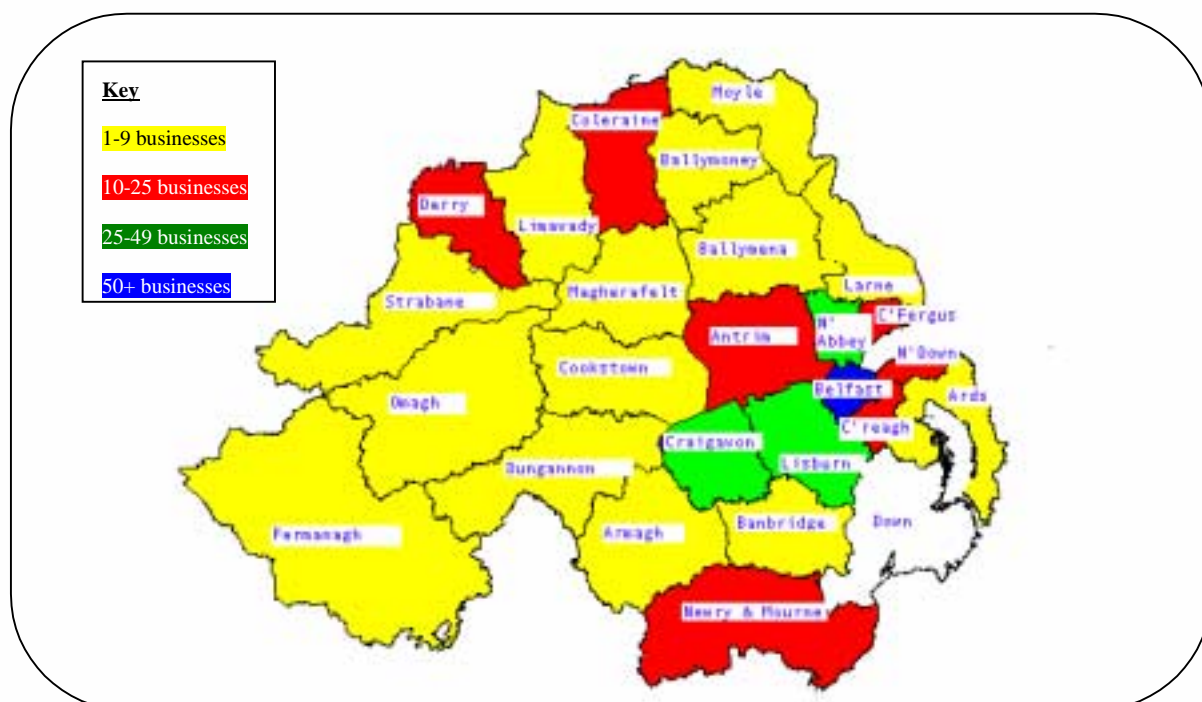 Key
1-9 businesses
10-25 businesses
25-49 businesses
50+ businesses
Moyle
Coleraine
Ballymoney
Derry
Limavady
Ballymena
Larne
Strabane
Magherafelt
C'Fergus
N'
Abbey
Antrim
N'Down
Cookstown
Belfast
Ards
Omagh
C'reagh
Craigavon
Lisburn
Dungannon
Fermanagh
Armagh
Banbridge
Down
Newry & Mourne